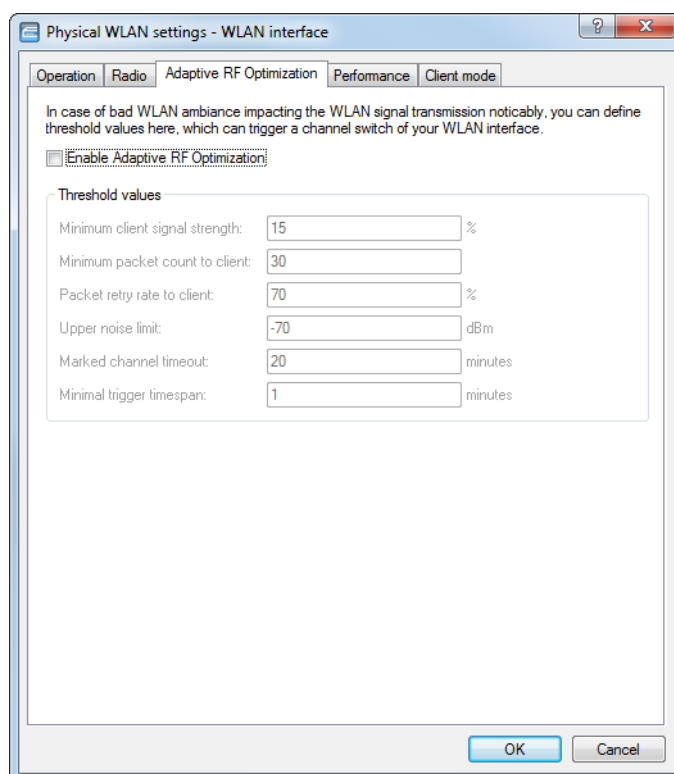 Physical WLAN settings - WLAN interface
?
Operation Radio Adaptive RF Optimization Performance Client mode
In case of bad WLAN ambiance impacting the WLAN signal transmission noticably, you can define
threshold values here, which can trigger a channel switch of your WLAN interface.
Enable Adaptive RF Optimization
Threshold values
Minimum client signal strength: 15 %
Minimum packet count to client: 30
Packet retry rate to client: 70 %
Upper noise limit: -70 dBm
Marked channel timeout: 20 minutes
Minimal trigger timespan: 1 minutes
OK Cancel